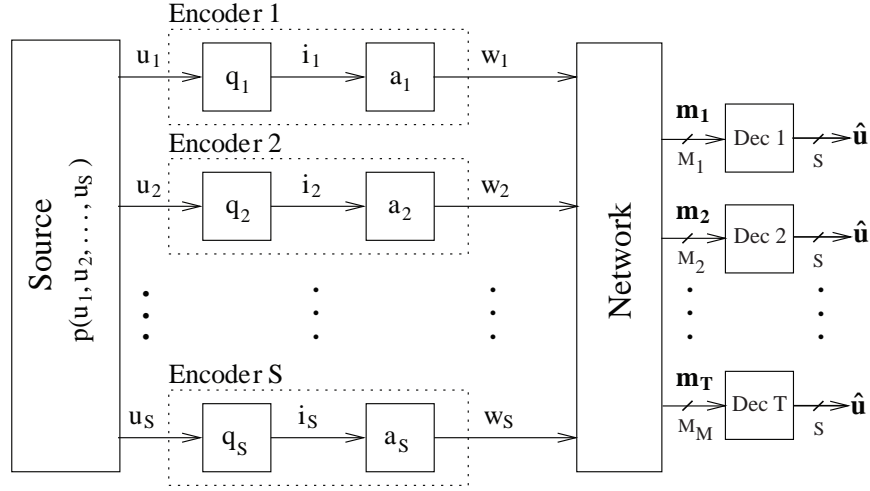 Source
p(u1, u2, ..., uS)
Encoder 1
u1
q1
i1
a1
w1
Encoder 2
u2
q2
i2
a2
w2
Encoder S
uS
qS
iS
aS
wS
Network
m1
M1
Dec 1
S
û
m2
M2
Dec 2
S
û
mT
MM
Dec T
S
û